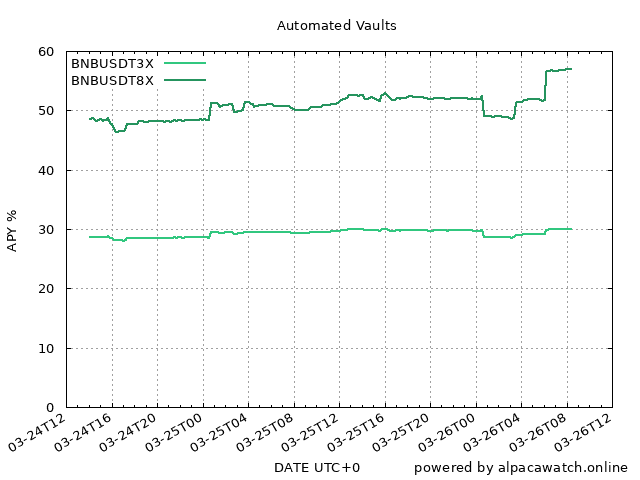 Automated Vaults
BNBUSDT3X
BNBUSDT8X
APY %
60
50
40
30
20
10
0
03-24T12
03-24T16
03-24T20
03-25T00
03-25T04
03-25T08
03-25T12
03-25T16
03-25T20
03-26T00
03-26T04
03-26T08
03-26T12
DATE UTC+0
powered by alpacawatch.online